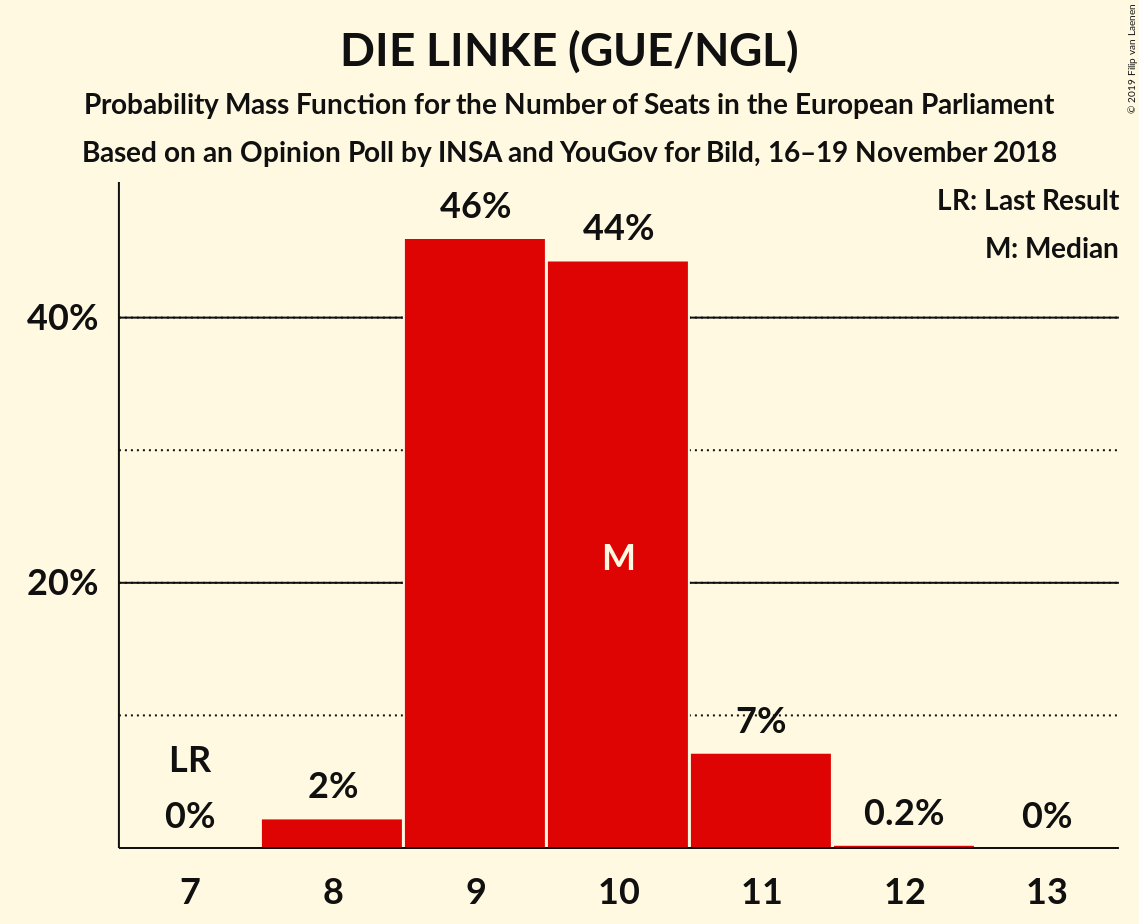 DIE LINKE (GUE/NGL)
Probability Mass Function for the Number of Seats in the European Parliament
Based on an Opinion Poll by INSA and YouGov for Bild, 16–19 November 2018
© 2019 Filip van Laenen
LR: Last Result
M: Median
46%
44%
40%
M
20%
7%
LR
2%
0%
0.2%
0%
7 8 9 10 11 12 13